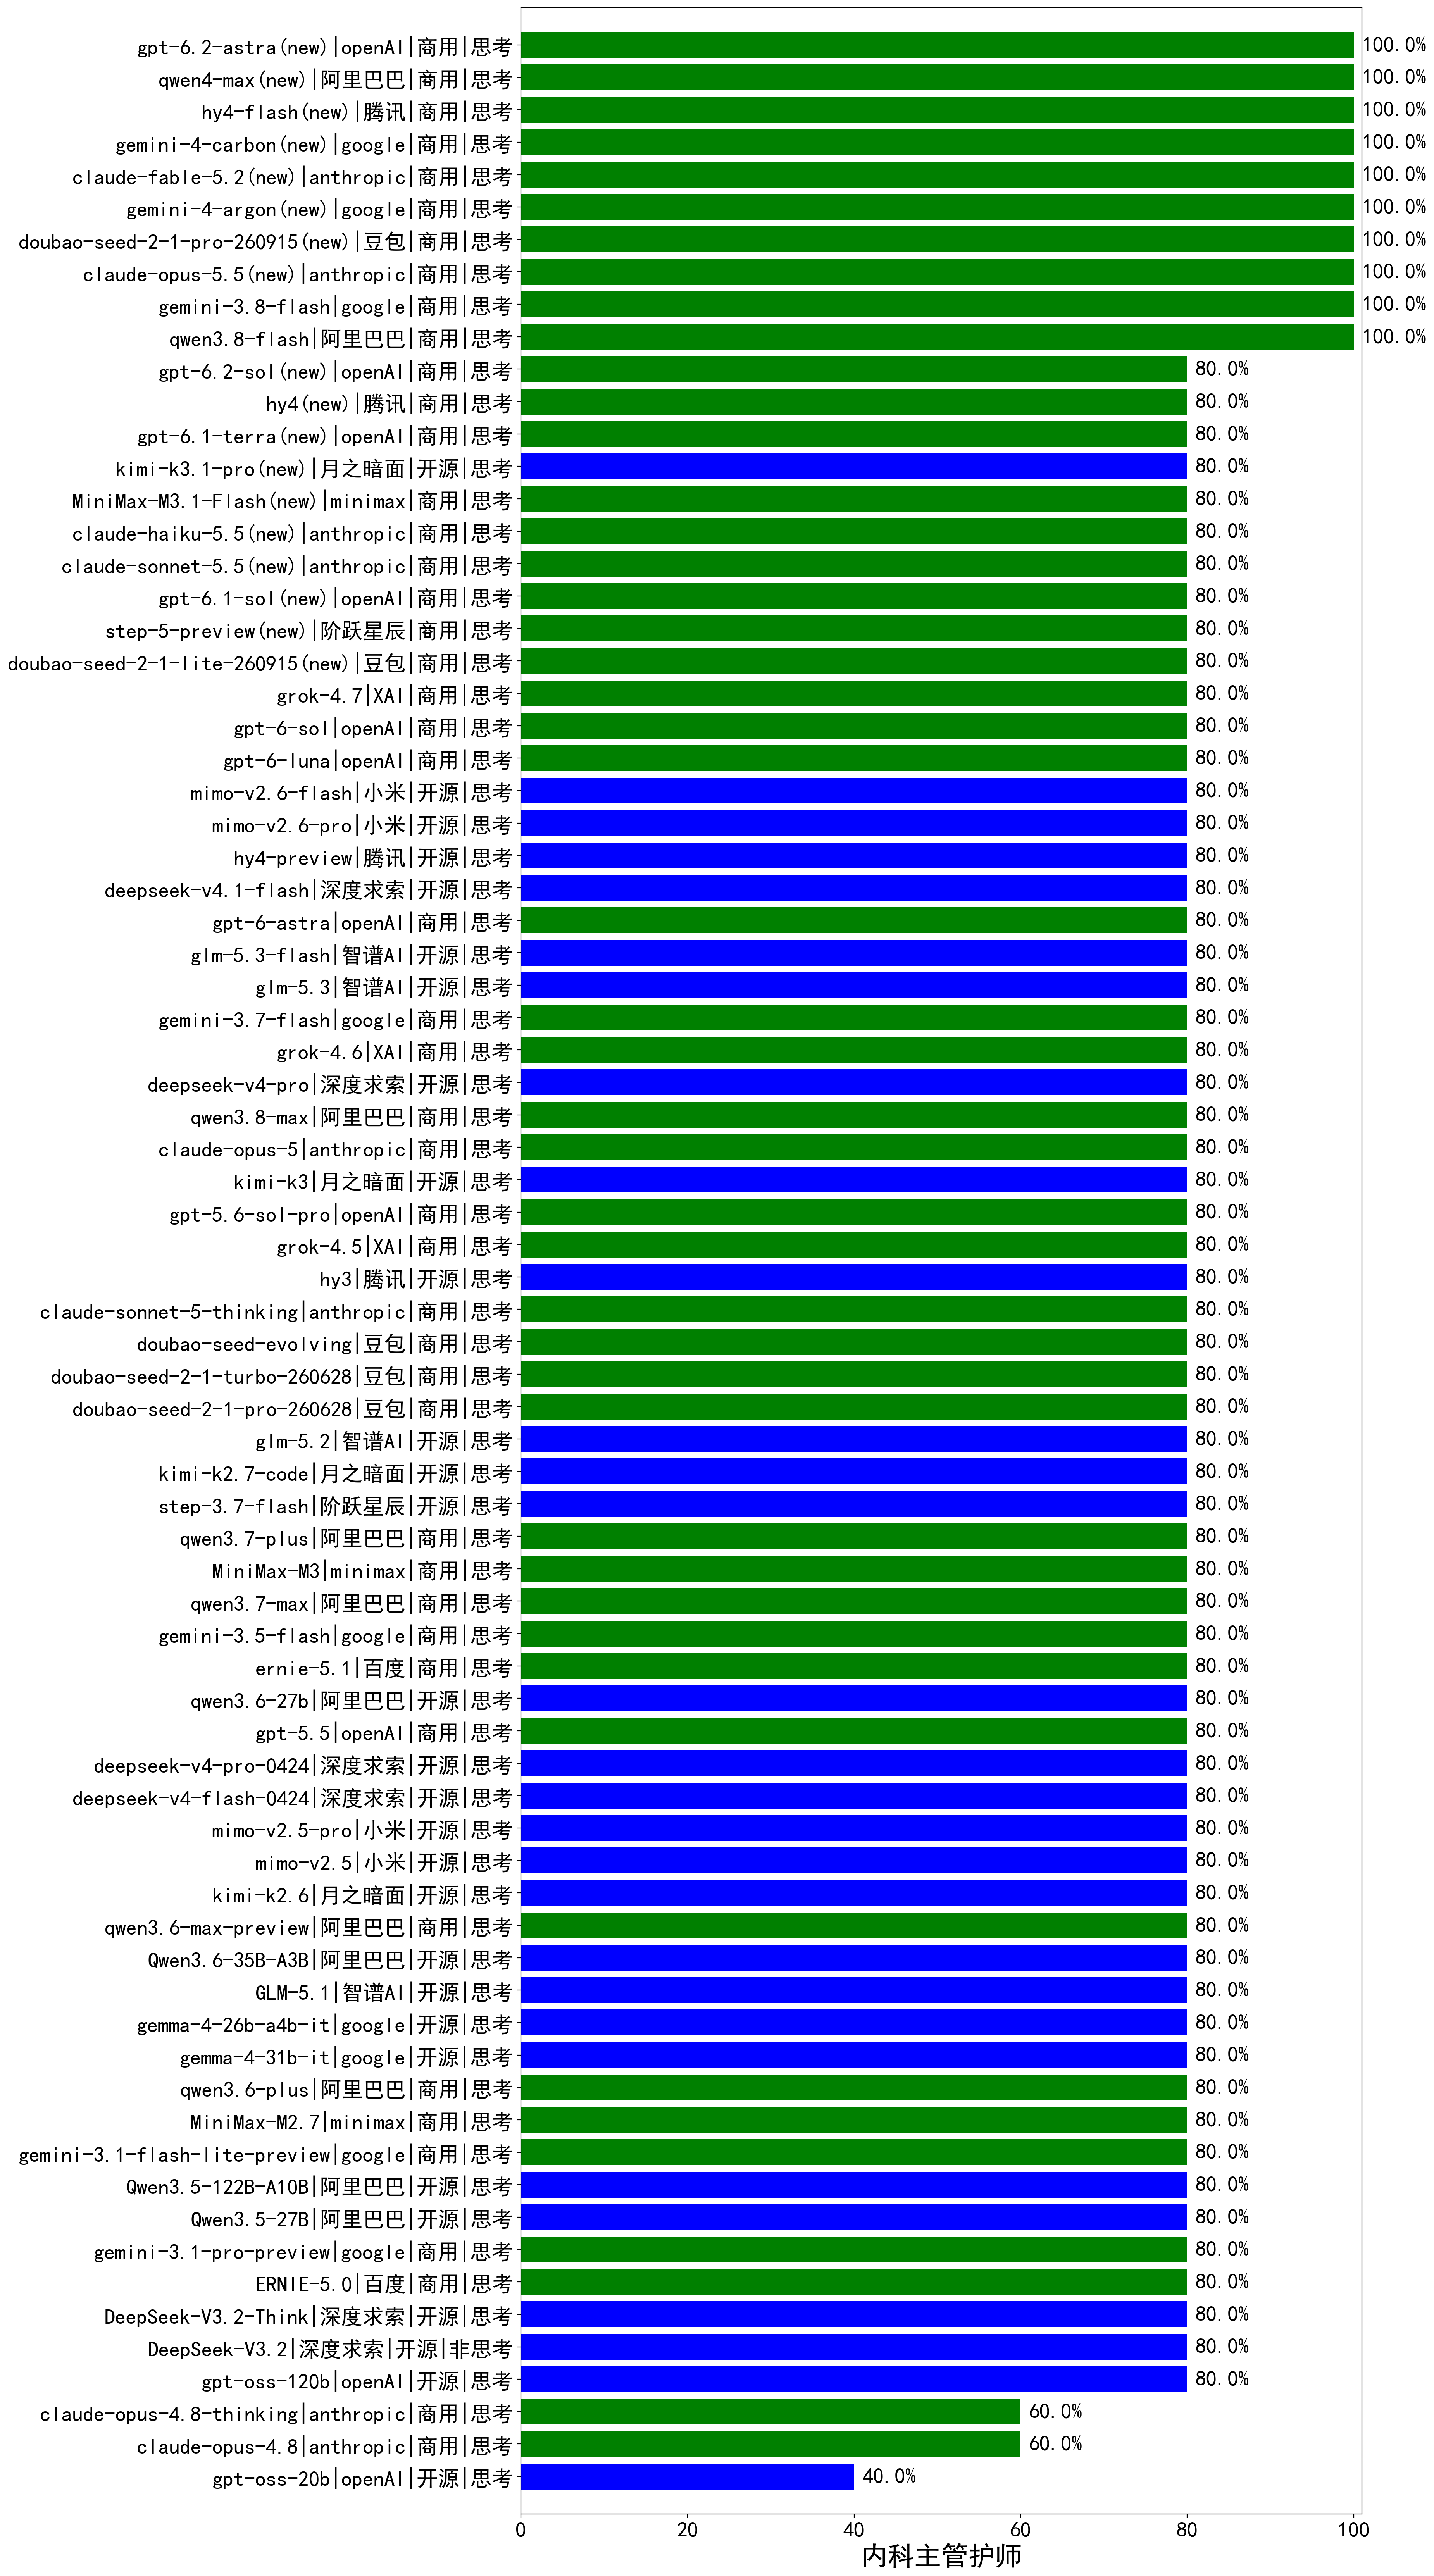 gpt-6.2-astra(new)|openAI|商用|思考 100.0%
qwen4-max(new)|阿里巴巴|商用|思考 100.0%
hy4-flash(new)|腾讯|商用|思考 100.0%
gemini-4-carbon(new)|google|商用|思考 100.0%
claude-fable-5.2(new)|anthropic|商用|思考 100.0%
gemini-4-argon(new)|google|商用|思考 100.0%
doubao-seed-2-1-pro-260915(new)|豆包|商用|思考 100.0%
claude-opus-5.5(new)|anthropic|商用|思考 100.0%
gemini-3.8-flash|google|商用|思考 100.0%
qwen3.8-flash|阿里巴巴|商用|思考 100.0%
gpt-6.2-sol(new)|openAI|商用|思考 80.0%
hy4(new)|腾讯|商用|思考 80.0%
gpt-6.1-terra(new)|openAI|商用|思考 80.0%
kimi-k3.1-pro(new)|月之暗面|开源|思考 80.0%
MiniMax-M3.1-Flash(new)|minimax|商用|思考 80.0%
claude-haiku-5.5(new)|anthropic|商用|思考 80.0%
claude-sonnet-5.5(new)|anthropic|商用|思考 80.0%
gpt-6.1-sol(new)|openAI|商用|思考 80.0%
step-5-preview(new)|阶跃星辰|商用|思考 80.0%
doubao-seed-2-1-lite-260915(new)|豆包|商用|思考 80.0%
grok-4.7|XAI|商用|思考 80.0%
gpt-6-sol|openAI|商用|思考 80.0%
gpt-6-luna|openAI|商用|思考 80.0%
mimo-v2.6-flash|小米|开源|思考 80.0%
mimo-v2.6-pro|小米|开源|思考 80.0%
hy4-preview|腾讯|开源|思考 80.0%
deepseek-v4.1-flash|深度求索|开源|思考 80.0%
gpt-6-astra|openAI|商用|思考 80.0%
glm-5.3-flash|智谱AI|开源|思考 80.0%
glm-5.3|智谱AI|开源|思考 80.0%
gemini-3.7-flash|google|商用|思考 80.0%
grok-4.6|XAI|商用|思考 80.0%
deepseek-v4-pro|深度求索|开源|思考 80.0%
qwen3.8-max|阿里巴巴|商用|思考 80.0%
claude-opus-5|anthropic|商用|思考 80.0%
kimi-k3|月之暗面|开源|思考 80.0%
gpt-5.6-sol-pro|openAI|商用|思考 80.0%
grok-4.5|XAI|商用|思考 80.0%
hy3|腾讯|开源|思考 80.0%
claude-sonnet-5-thinking|anthropic|商用|思考 80.0%
doubao-seed-evolving|豆包|商用|思考 80.0%
doubao-seed-2-1-turbo-260628|豆包|商用|思考 80.0%
doubao-seed-2-1-pro-260628|豆包|商用|思考 80.0%
glm-5.2|智谱AI|开源|思考 80.0%
kimi-k2.7-code|月之暗面|开源|思考 80.0%
step-3.7-flash|阶跃星辰|开源|思考 80.0%
qwen3.7-plus|阿里巴巴|商用|思考 80.0%
MiniMax-M3|minimax|商用|思考 80.0%
qwen3.7-max|阿里巴巴|商用|思考 80.0%
gemini-3.5-flash|google|商用|思考 80.0%
ernie-5.1|百度|商用|思考 80.0%
qwen3.6-27b|阿里巴巴|开源|思考 80.0%
gpt-5.5|openAI|商用|思考 80.0%
deepseek-v4-pro-0424|深度求索|开源|思考 80.0%
deepseek-v4-flash-0424|深度求索|开源|思考 80.0%
mimo-v2.5-pro|小米|开源|思考 80.0%
mimo-v2.5|小米|开源|思考 80.0%
kimi-k2.6|月之暗面|开源|思考 80.0%
qwen3.6-max-preview|阿里巴巴|商用|思考 80.0%
Qwen3.6-35B-A3B|阿里巴巴|开源|思考 80.0%
GLM-5.1|智谱AI|开源|思考 80.0%
gemma-4-26b-a4b-it|google|开源|思考 80.0%
gemma-4-31b-it|google|开源|思考 80.0%
qwen3.6-plus|阿里巴巴|商用|思考 80.0%
MiniMax-M2.7|minimax|商用|思考 80.0%
gemini-3.1-flash-lite-preview|google|商用|思考 80.0%
Qwen3.5-122B-A10B|阿里巴巴|开源|思考 80.0%
Qwen3.5-27B|阿里巴巴|开源|思考 80.0%
gemini-3.1-pro-preview|google|商用|思考 80.0%
ERNIE-5.0|百度|商用|思考 80.0%
DeepSeek-V3.2-Think|深度求索|开源|思考 80.0%
DeepSeek-V3.2|深度求索|开源|非思考 80.0%
gpt-oss-120b|openAI|开源|思考 80.0%
claude-opus-4.8-thinking|anthropic|商用|思考 60.0%
claude-opus-4.8|anthropic|商用|思考 60.0%
gpt-oss-20b|openAI|开源|思考 40.0%
0 20 40 60 80 100
内科主管护师